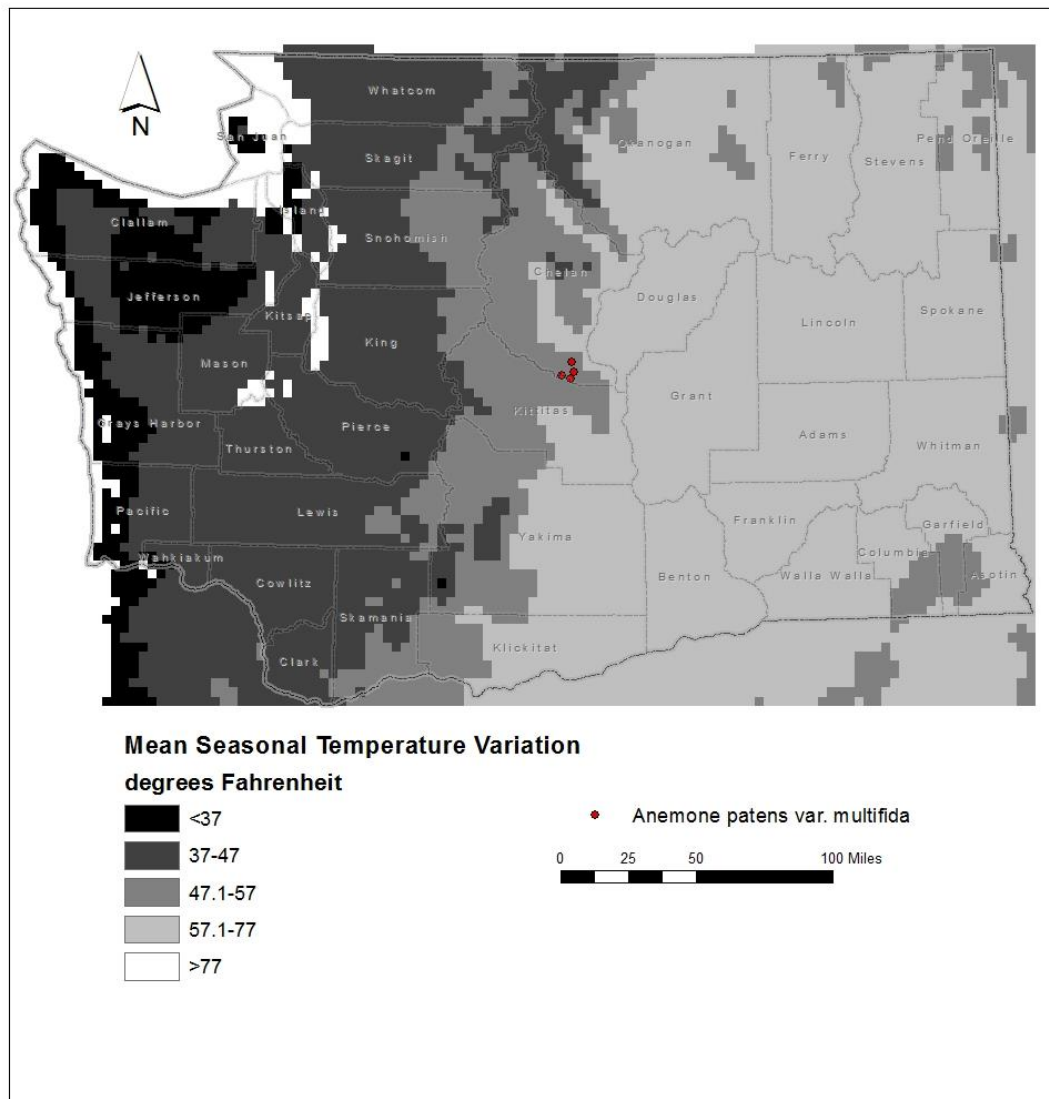 N
Whatcom
San Juan
Skagit
Okanogan
Ferry
Stevens
Pend Oreille
Clallam
Island
Snohomish
Chelan
Jefferson
Kitsap
Douglas
Lincoln
Spokane
Mason
King
Grant
Kittitas
Grays Harbor
Pierce
Adams
Whitman
Thurston
Pacific
Lewis
Yakima
Franklin
Garfield
Wahkiakum
Columbia
Cowlitz
Benton
Walla Walla
Asotin
Skamania
Clark
Klickitat
Mean Seasonal Temperature Variation
degrees Fahrenheit
<37
37-47
47.1-57
57.1-77
>77
Anemone patens var. multifida
0 25 50 100 Miles